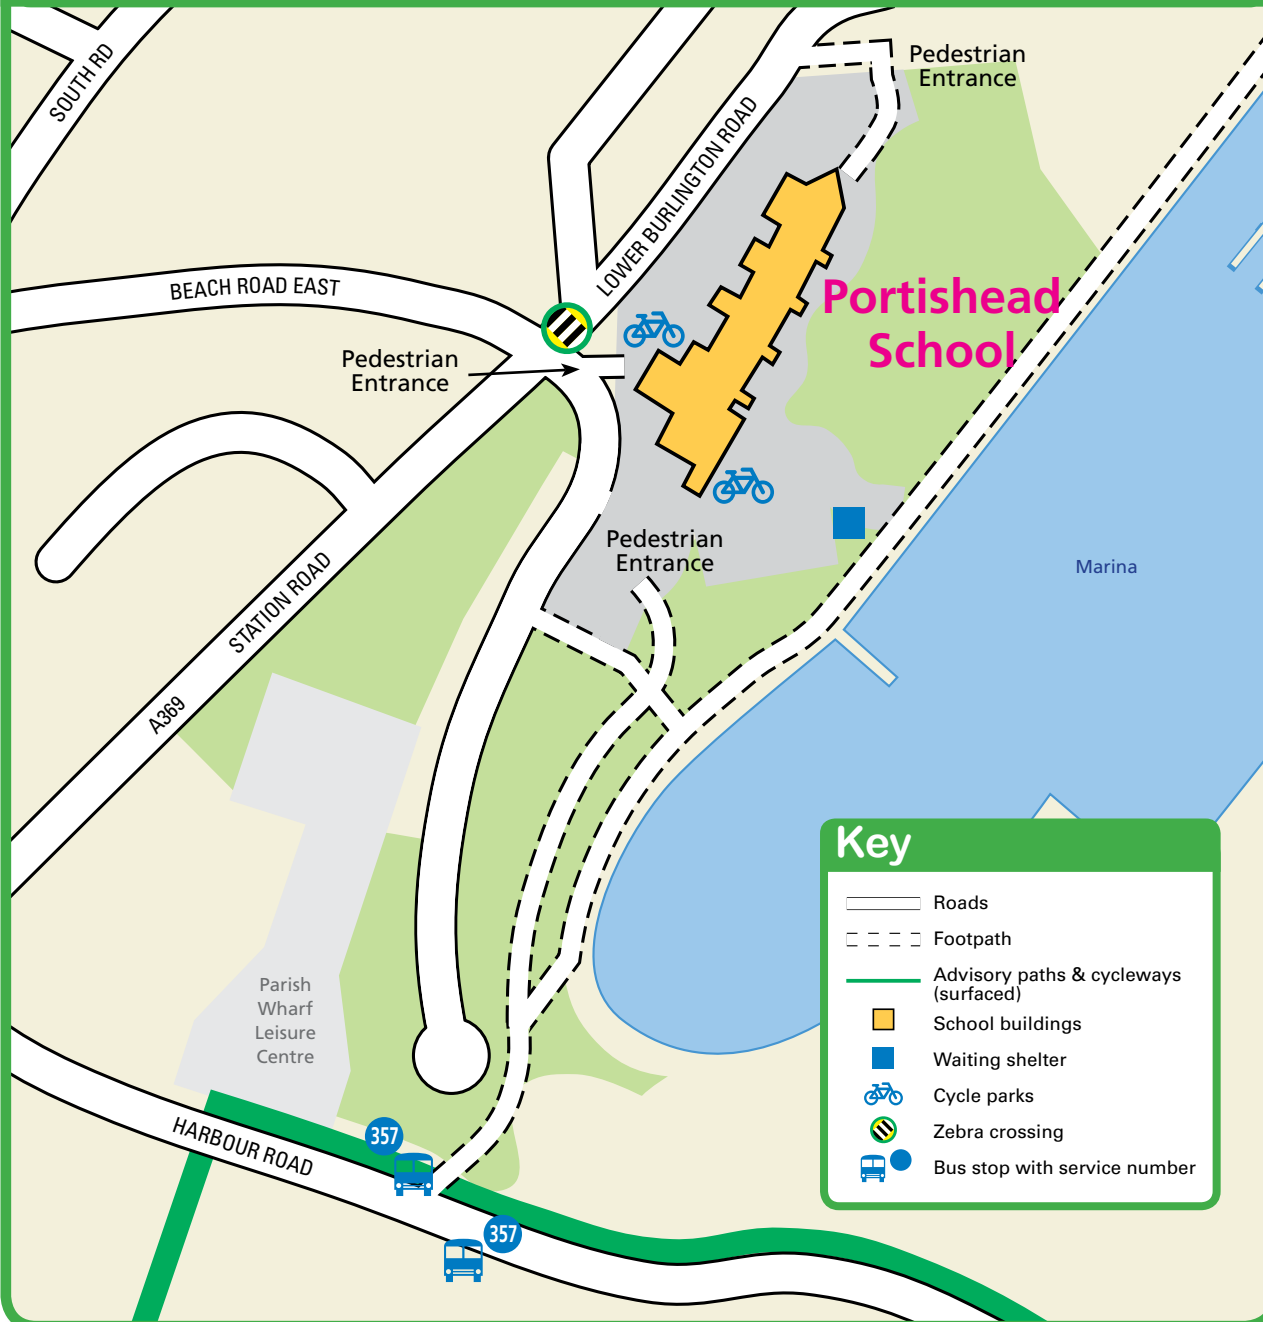 SOUTH RD
Pedestrian
Entrance
LOWER BURLINGTON ROAD
BEACH ROAD EAST
Portishead
School
Pedestrian
Entrance
Pedestrian
Entrance
Marina
STATION ROAD
A369
Parish
Wharf
Leisure
Centre
HARBOUR ROAD
357
357
Key
Roads
Footpath
Advisory paths & cycleways
(surfaced)
School buildings
Waiting shelter
Cycle parks
Zebra crossing
Bus stop with service number